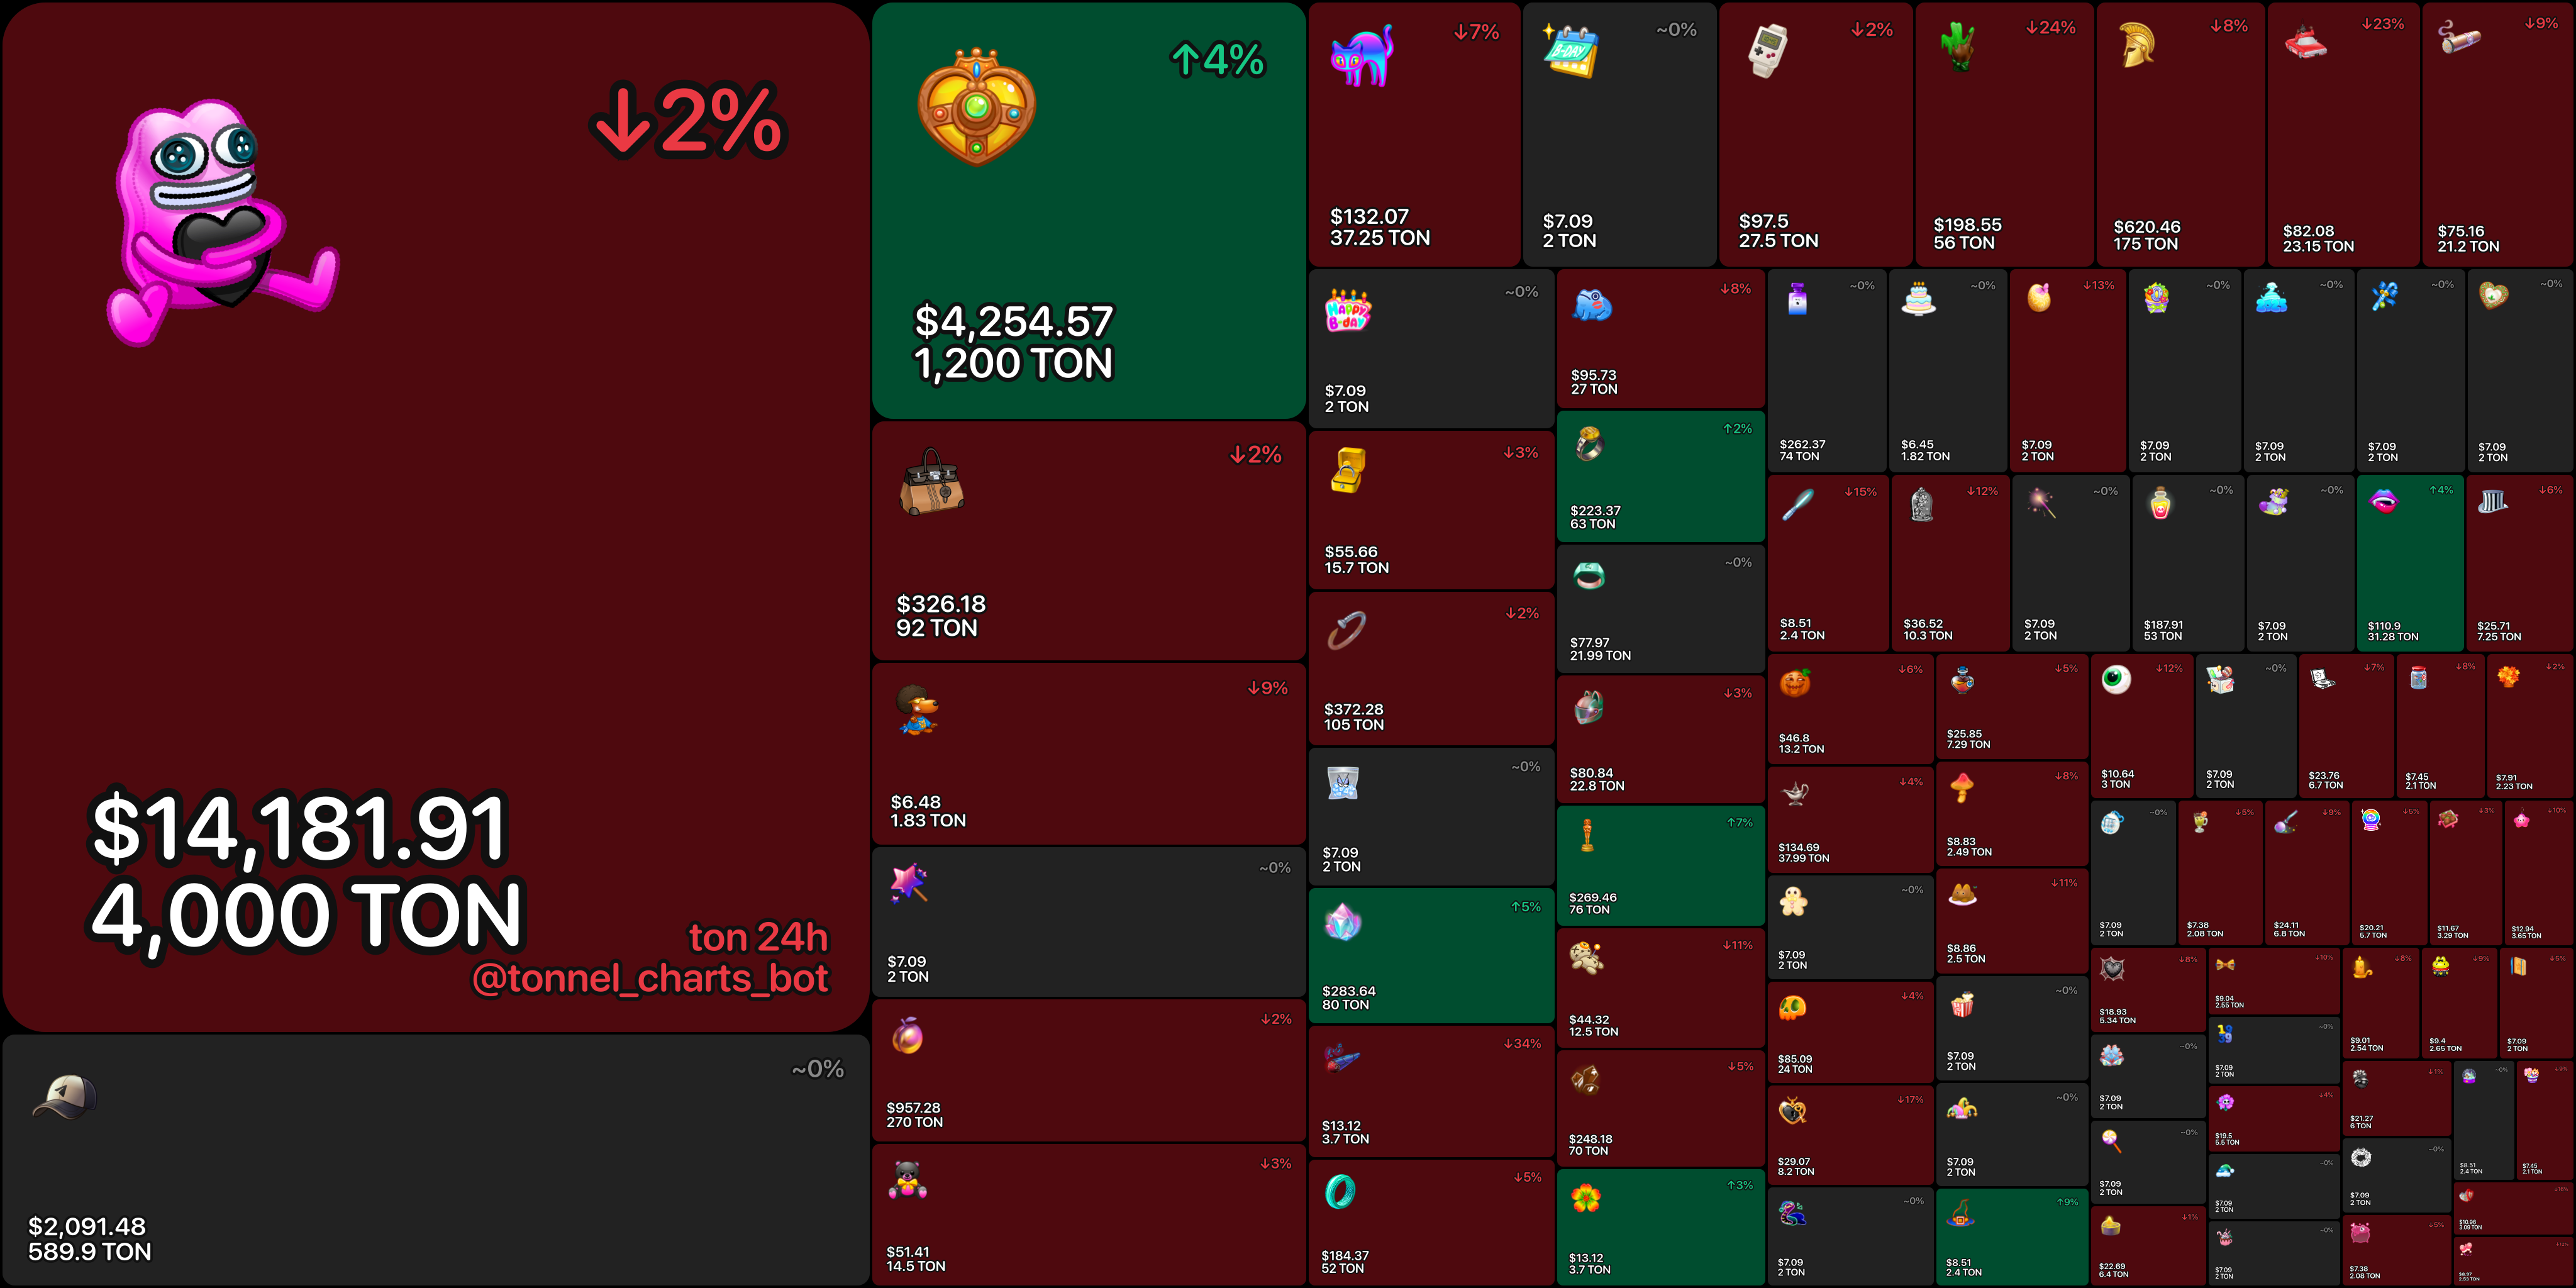 ↓2%
$14,181.91
4,000 TON
ton 24h
@tonnel_charts_bot
~0%
$2,091.48
589.9 TON
↑4%
$4,254.57
1,200 TON
↓2%
$326.18
92 TON
↓9%
$6.48
1.83 TON
~0%
$7.09
2 TON
↓2%
$957.28
270 TON
↓3%
$51.41
14.5 TON
↓7%
$132.07
37.25 TON
B-DAY
~0%
$7.09
2 TON
↓2%
$97.5
27.5 TON
↓24%
$198.55
56 TON
↓8%
$620.46
175 TON
↓23%
$82.08
23.15 TON
↓9%
$75.16
21.2 TON
HAPPY
B-DAY
~0%
$7.09
2 TON
↓3%
$55.66
15.7 TON
↓2%
$372.28
105 TON
~0%
$7.09
2 TON
↑5%
$283.64
80 TON
↓34%
$13.12
3.7 TON
↓5%
$184.37
52 TON
↓8%
$95.73
27 TON
↑2%
$223.37
63 TON
~0%
$77.97
21.99 TON
↓3%
$80.84
22.8 TON
↑7%
$269.46
76 TON
↓11%
$44.32
12.5 TON
↓5%
$248.18
70 TON
↑3%
$13.12
3.7 TON
~0%
$262.37
74 TON
~0%
$6.45
1.82 TON
↓13%
$7.09
2 TON
~0%
$7.09
2 TON
~0%
$7.09
2 TON
~0%
$7.09
2 TON
~0%
$7.09
2 TON
↓15%
$8.51
2.4 TON
↓12%
$36.52
10.3 TON
~0%
$7.09
2 TON
~0%
$187.91
53 TON
~0%
$7.09
2 TON
↑4%
$110.9
31.28 TON
↓6%
$25.71
7.25 TON
↓6%
$46.8
13.2 TON
↓4%
$134.69
37.99 TON
~0%
$7.09
2 TON
↓4%
$85.09
24 TON
↓17%
$29.07
8.2 TON
~0%
$7.09
2 TON
↓5%
$25.85
7.29 TON
↓8%
$8.83
2.49 TON
↓11%
$8.86
2.5 TON
~0%
$7.09
2 TON
~0%
$7.09
2 TON
↑9%
$8.51
2.4 TON
↓12%
$10.64
3 TON
~0%
$7.09
2 TON
↓7%
$23.76
6.7 TON
↓8%
$7.45
2.1 TON
↓2%
$7.91
2.23 TON
~0%
$7.09
2 TON
↓5%
$7.38
2.08 TON
↓9%
$24.11
6.8 TON
↓5%
$20.21
5.7 TON
↓3%
$11.67
3.29 TON
↓10%
$12.94
3.65 TON
↓8%
$18.93
5.34 TON
~0%
$7.09
2 TON
~0%
$7.09
2 TON
↓1%
$22.69
6.4 TON
↓10%
$9.04
2.55 TON
~0%
$7.09
2 TON
↓4%
$19.5
5.5 TON
~0%
$7.09
2 TON
~0%
$7.09
2 TON
↓8%
$9.01
2.54 TON
↓9%
$9.4
2.65 TON
↓5%
$7.09
2 TON
↓1%
$21.27
6 TON
~0%
$7.09
2 TON
↓5%
$7.38
2.08 TON
~0%
$8.51
2.4 TON
↓9%
$7.45
2.1 TON
$10.96
3.09 TON
$8.97
2.53 TON